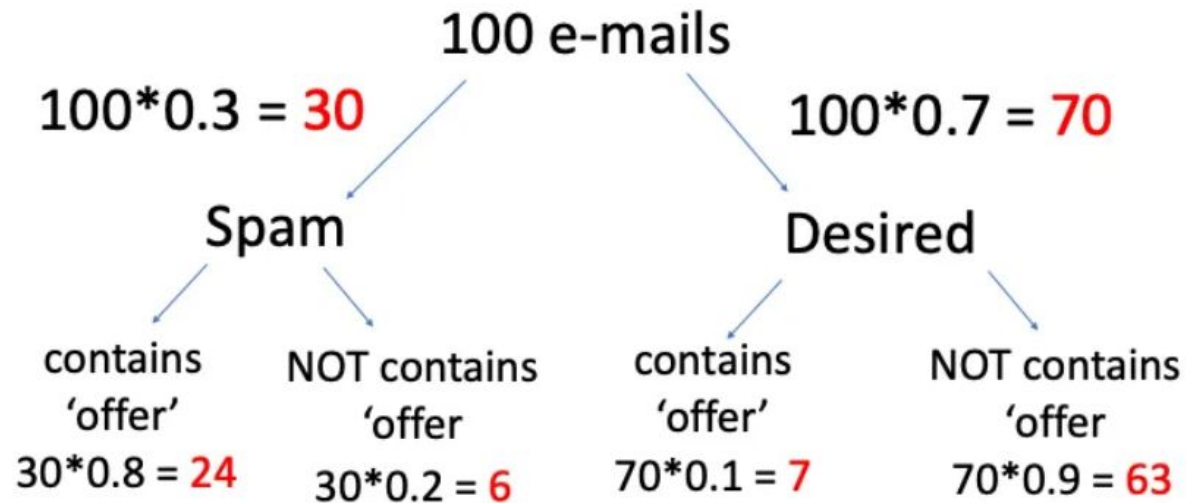 100 e-mails
100*0.3 = 30
100*0.7 = 70
Spam
Desired
contains
‘offer’
30*0.8 = 24
NOT contains
‘offer
30*0.2 = 6
contains
‘offer’
70*0.1 = 7
NOT contains
‘offer
70*0.9 = 63